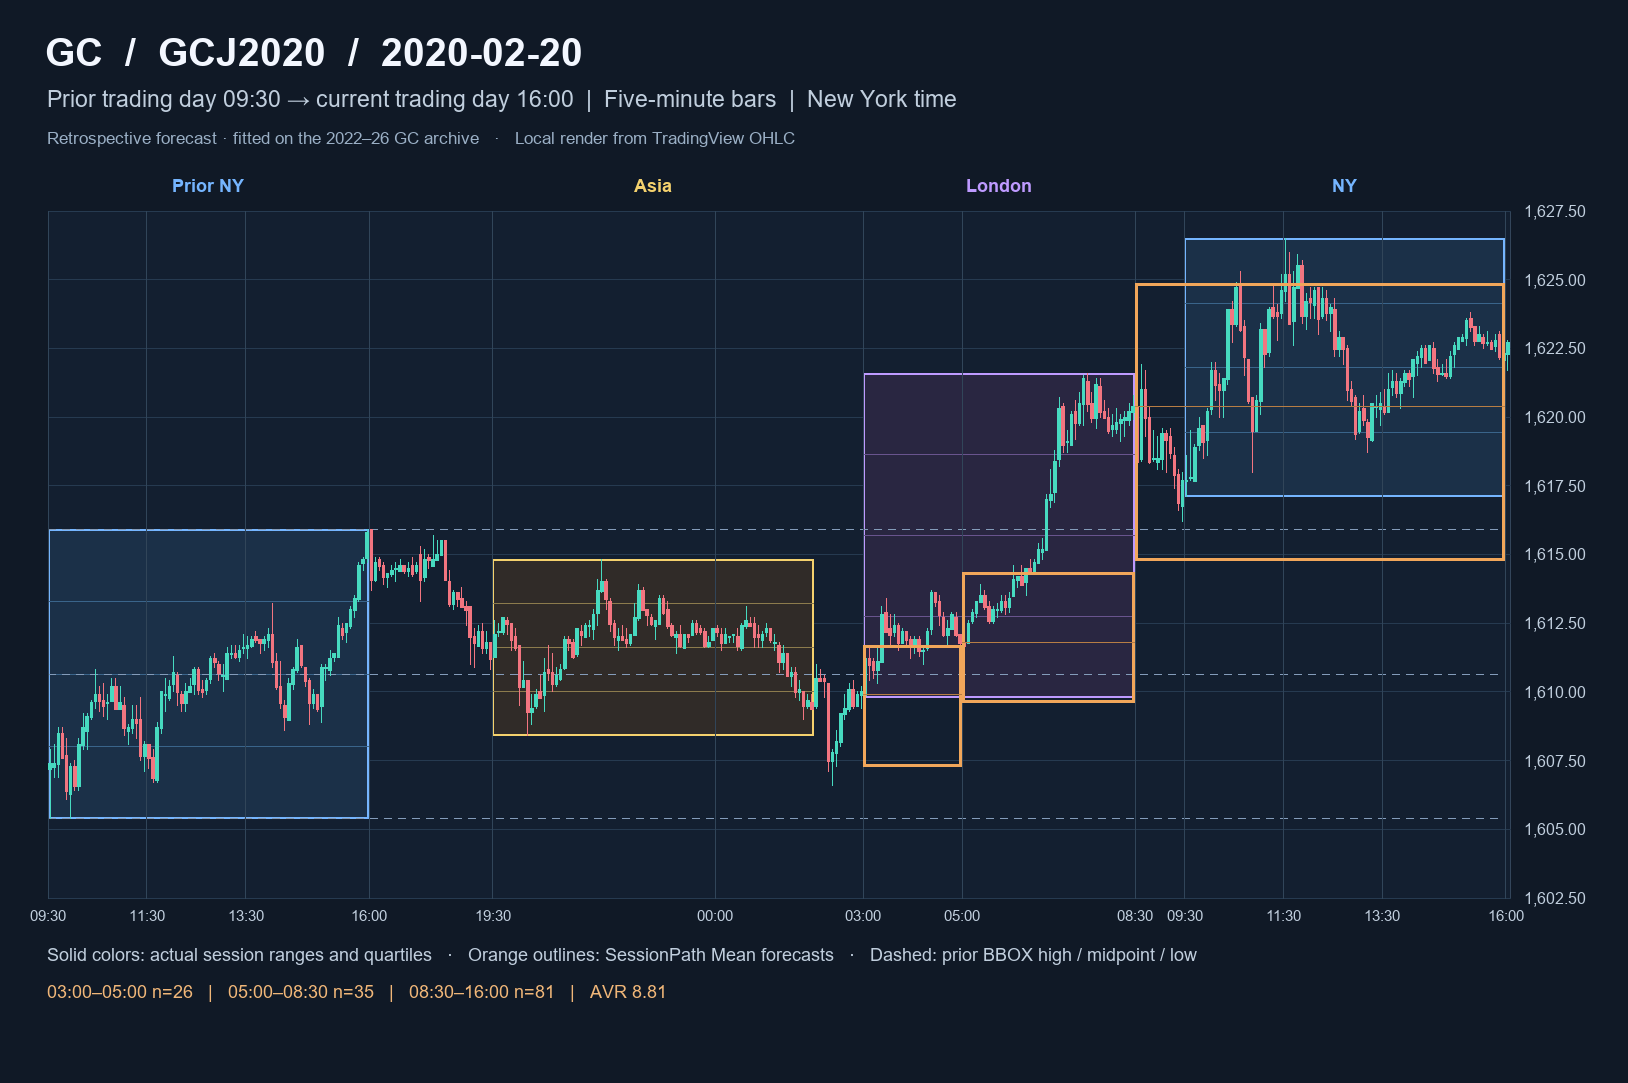 GC / GCJ2020 / 2020-02-20
Prior trading day 09:30 → current trading day 16:00 | Five-minute bars | New York time
Retrospective forecast · fitted on the 2022–26 GC archive · Local render from TradingView OHLC
Prior NY Asia London NY
1,627.50
1,625.00
1,622.50
1,620.00
1,617.50
1,615.00
1,612.50
1,610.00
1,607.50
1,605.00
1,602.50
09:30 11:30 13:30 16:00 19:30 00:00 03:00 05:00 08:30 09:30 11:30 13:30 16:00
Solid colors: actual session ranges and quartiles · Orange outlines: SessionPath Mean forecasts · Dashed: prior BBOX high / midpoint / low
03:00–05:00 n=26 | 05:00–08:30 n=35 | 08:30–16:00 n=81 | AVR 8.81